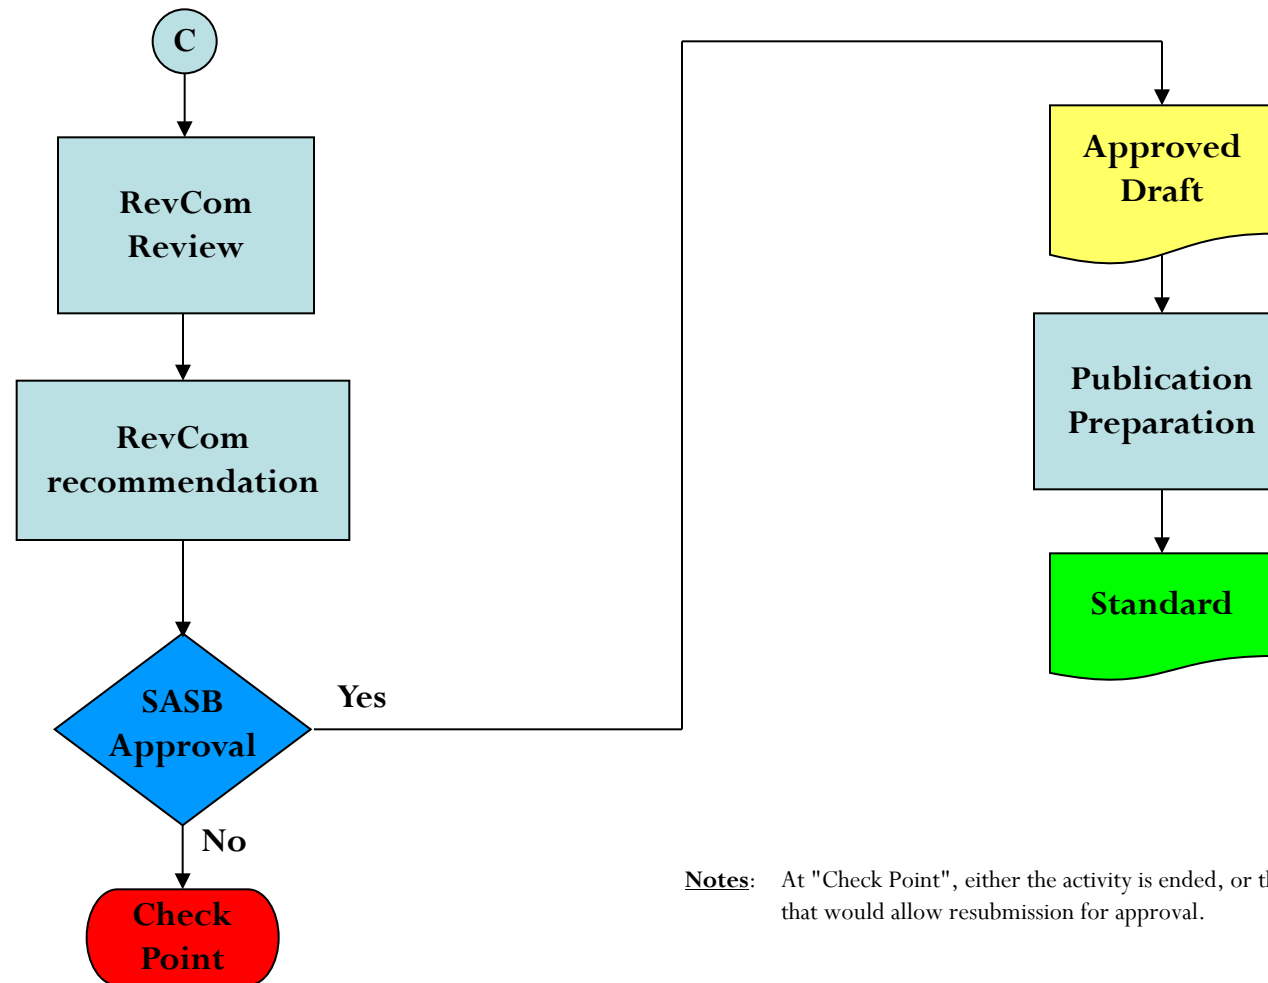 C
RevCom
Review
RevCom
recommendation
SASB
Approval
Yes
No
Check
Point
Approved
Draft
Publication
Preparation
Standard
Notes: At "Check Point", either the activity is ended, or
that would allow resubmission for approval.